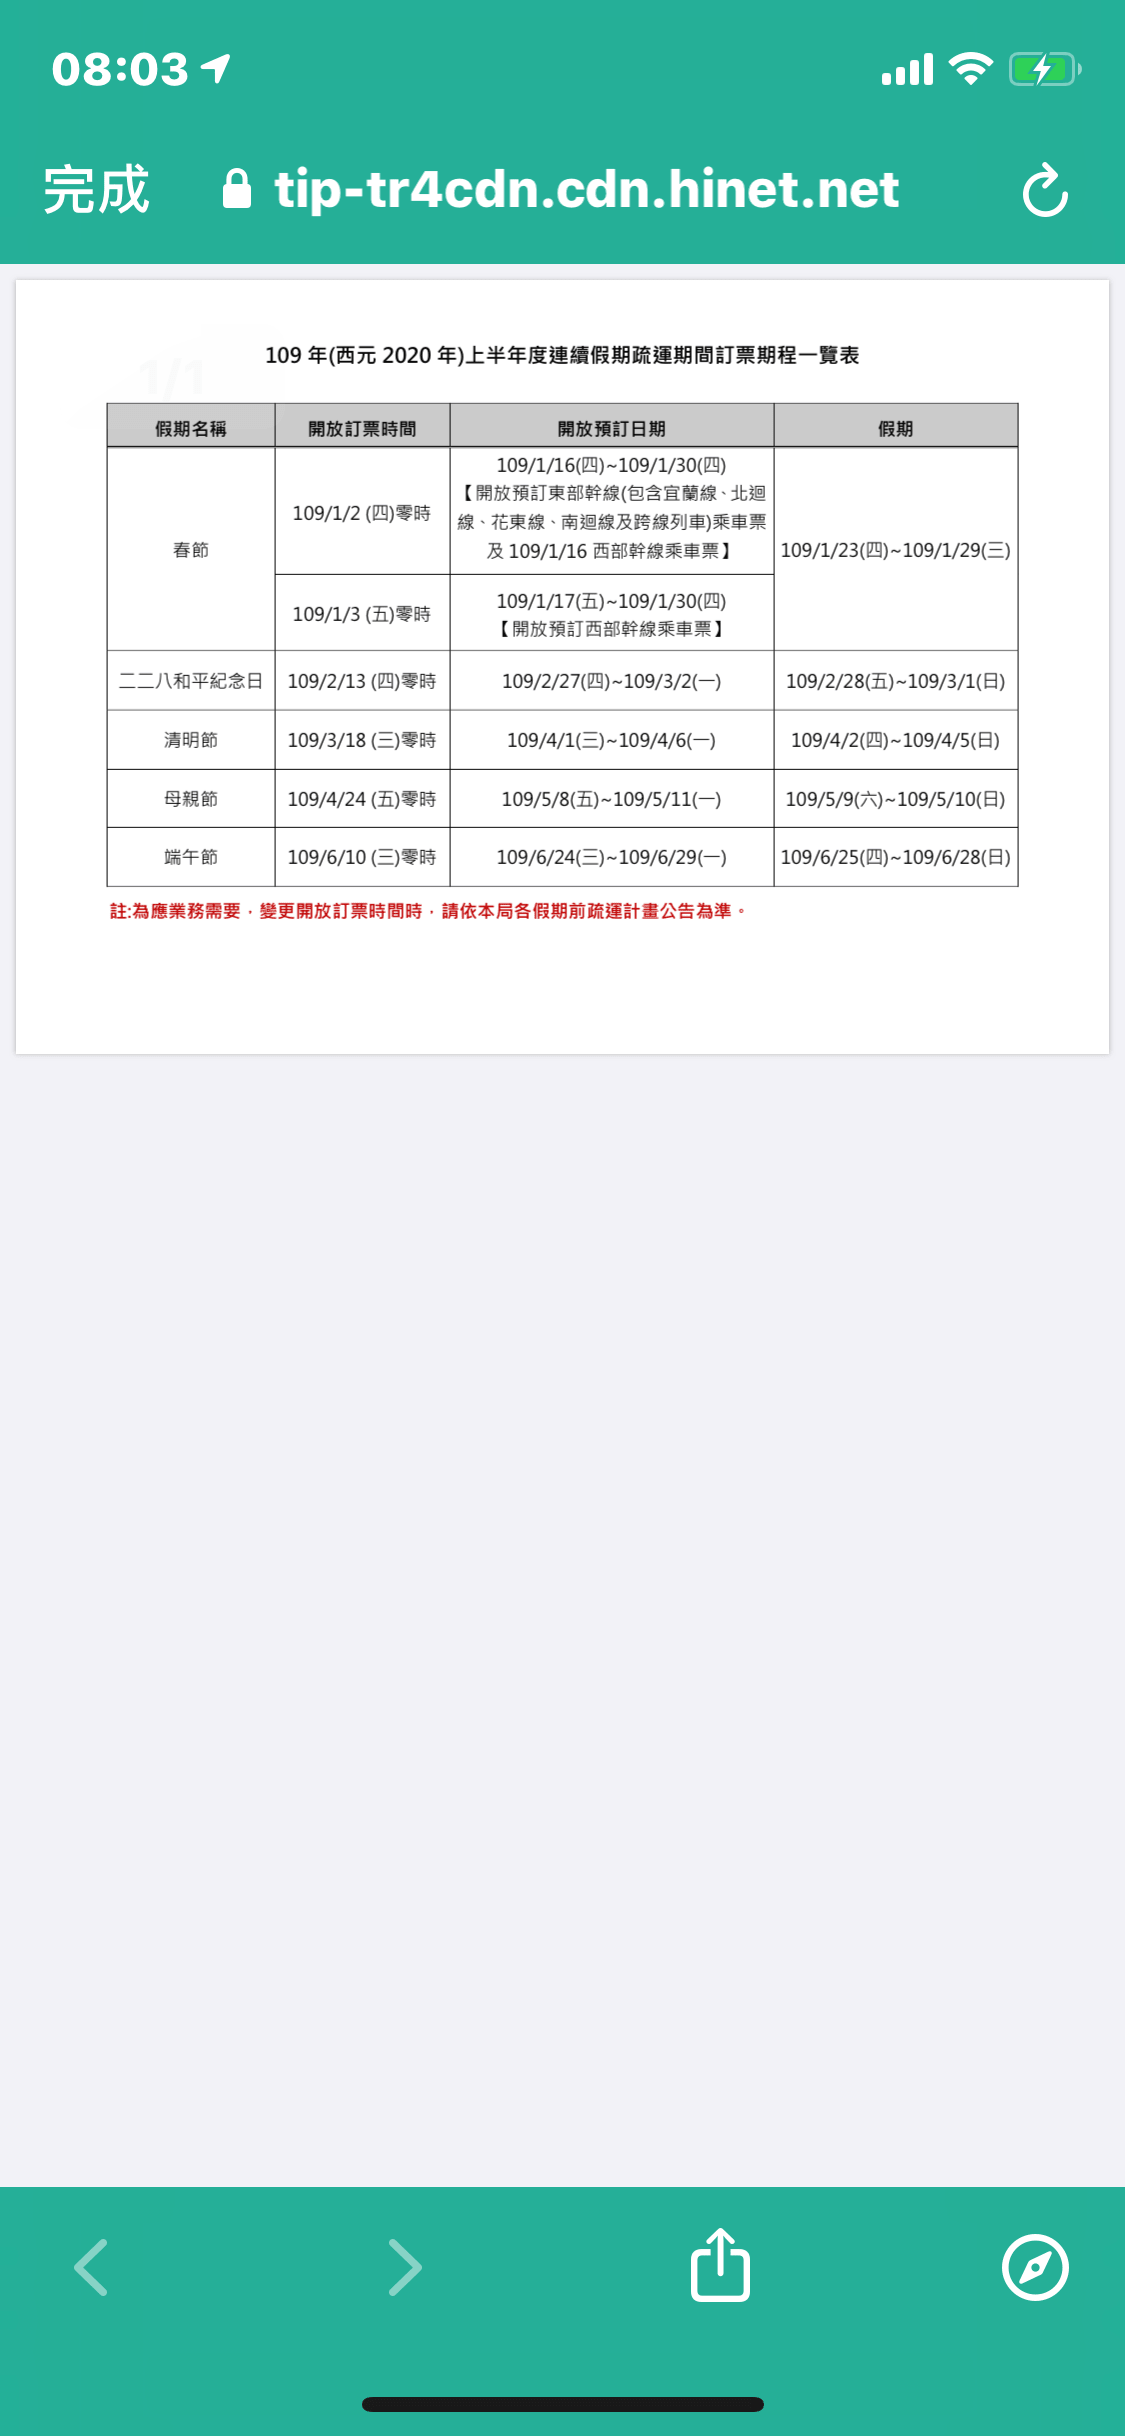 08:03
完成 tip-tr4cdn.cdn.hinet.net
1/1
109 年(西元 2020 年)上半年度連續假期疏運期間訂票期程一覽表
假期名稱 開放訂票時間 開放預訂日期 假期
春節 109/1/2 (四)零時 109/1/16(四)~109/1/30(四)
【開放預訂東部幹線(包含宜蘭線、北迴
線、花東線、南迴線及跨線列車)乘車票
及 109/1/16 西部幹線乘車票】
109/1/23(四)~109/1/29(三)
109/1/3 (五)零時 109/1/17(五)~109/1/30(四)
【開放預訂西部幹線乘車票】
二二八和平紀念日 109/2/13 (四)零時 109/2/27(四)~109/3/2(一) 109/2/28(五)~109/3/1(日)
清明節 109/3/18 (三)零時 109/4/1(三)~109/4/6(一) 109/4/2(四)~109/4/5(日)
母親節 109/4/24 (五)零時 109/5/8(五)~109/5/11(一) 109/5/9(六)~109/5/10(日)
端午節 109/6/10 (三)零時 109/6/24(三)~109/6/29(一) 109/6/25(四)~109/6/28(日)
註:為應業務需要，變更開放訂票時間時，請依本局各假期前疏運計畫公告為準。